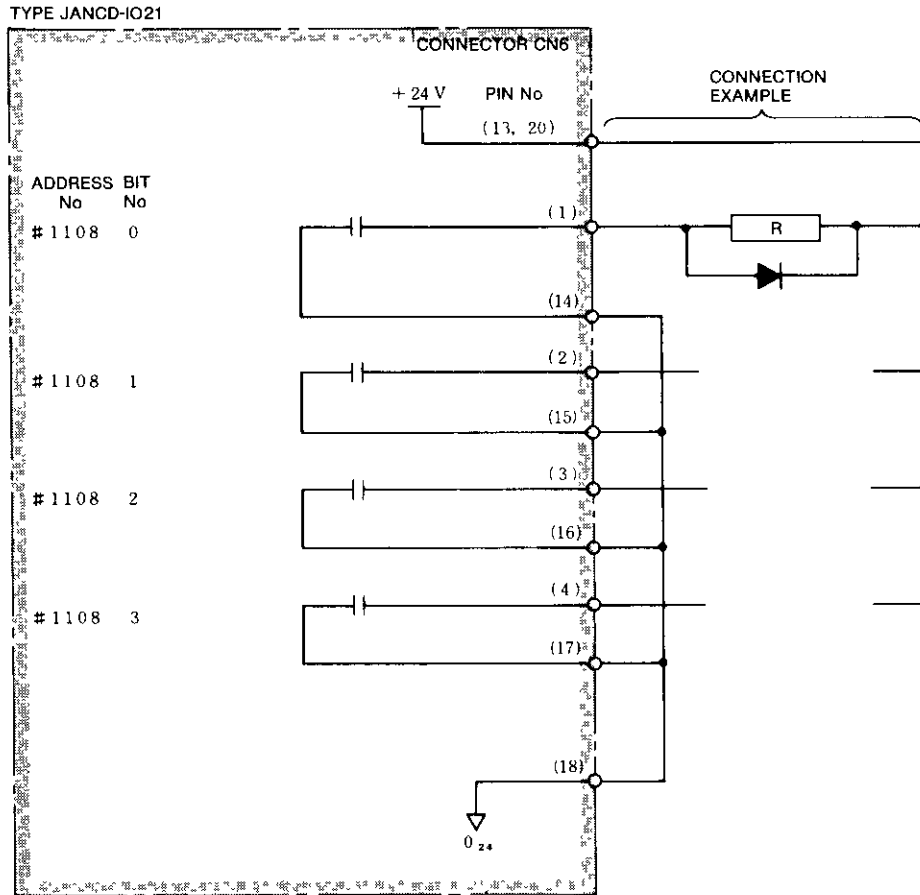 TYPE JANCD-IO21
CONNECTOR CN6
CONNECTION
EXAMPLE
+24 V
PIN No
(13, 20)
ADDRESS BIT
No No
#1108 0
(1)
R
(14)
#1108 1
(2)
(15)
#1108 2
(3)
(16)
#1108 3
(4)
(17)
(18)
0 24